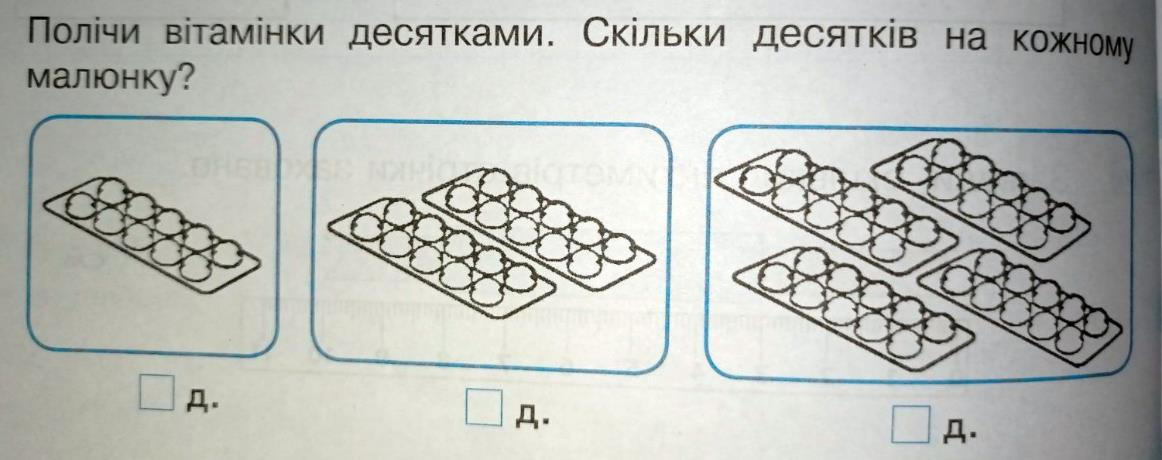 Полічи вітамінки десятками. Скільки десятків на кожному
малюнку?
д.
д.
д.